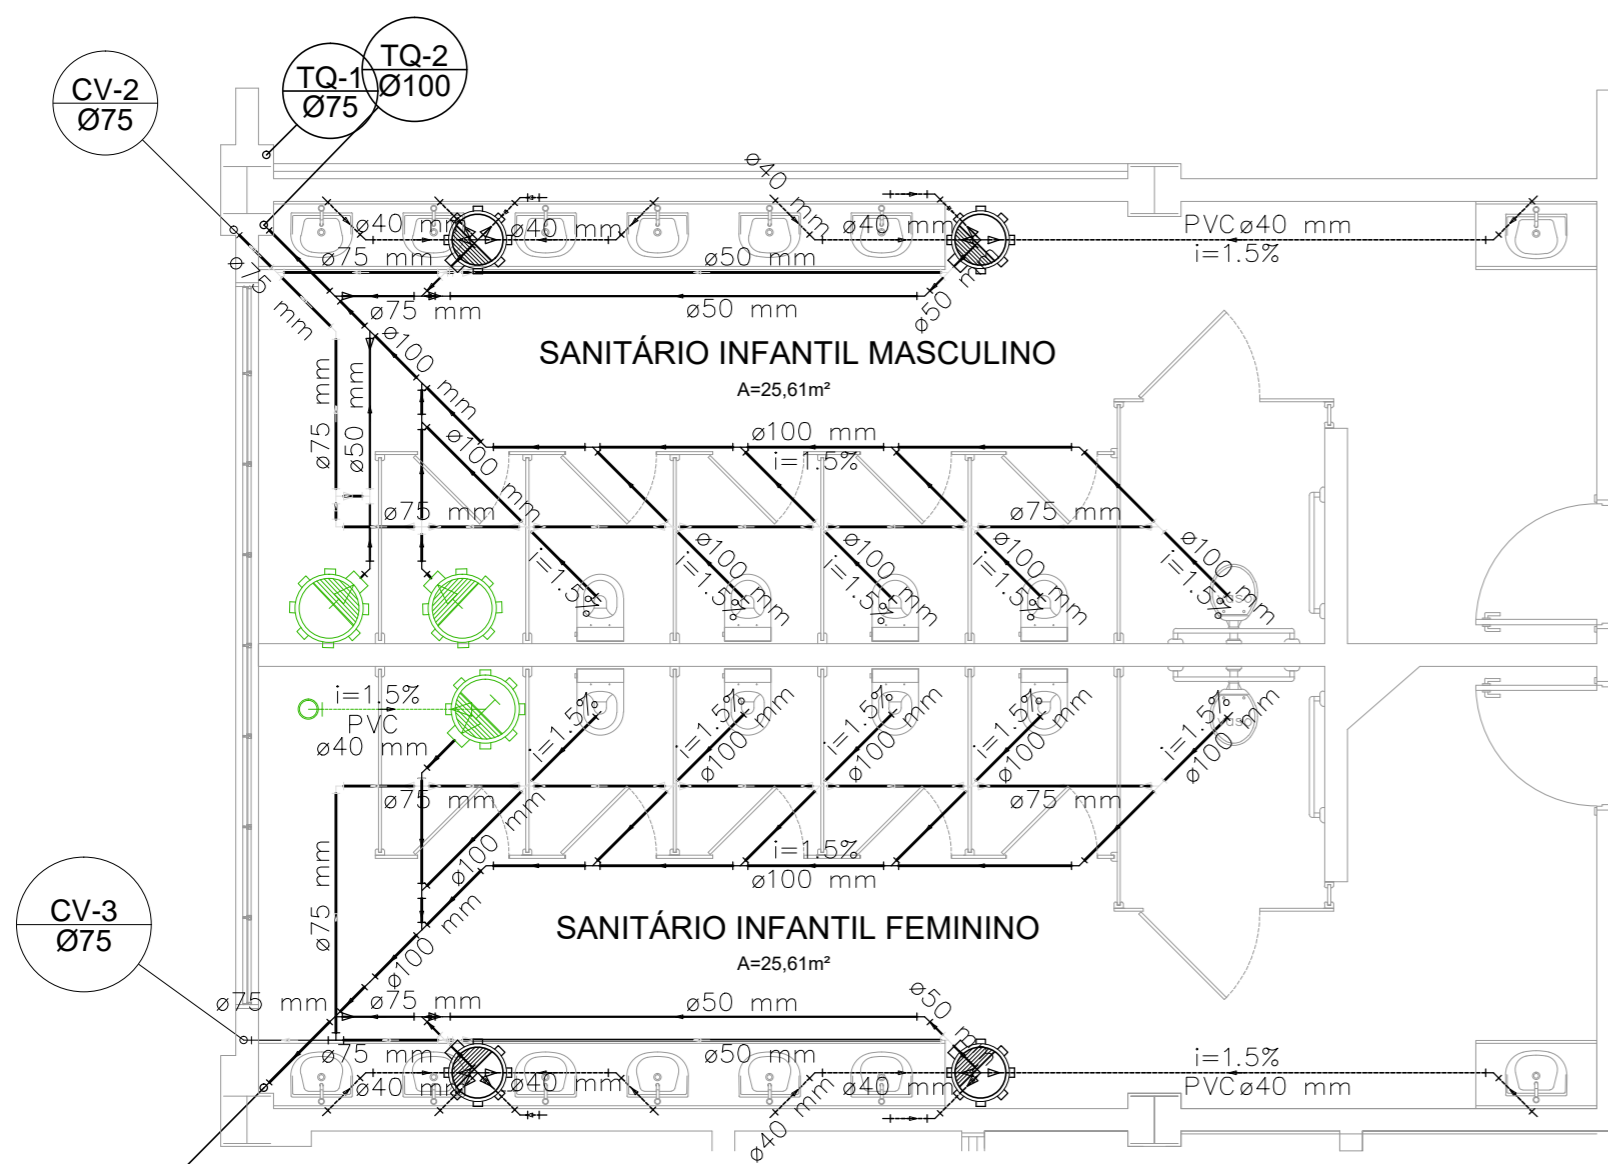 TQ-2
Ø100
TQ-1
Ø75
CV-2
Ø75
ø40 mm
ø40 mm
ø40 mm
ø40 mm
PVCø40 mm
i=1.5%
ø75 mm
ø50 mm
ø75 mm
ø75 mm
ø50 mm
ø50 mm
SANITÁRIO INFANTIL MASCULINO
A=25,61m²
ø100 mm
ø75 mm
ø50 mm
ø100 mm
ø100 mm
i=1.5%
ø75 mm
ø75 mm
i=1.5%
ø100 mm
i=1.5%
ø100 mm
i=1.5%
ø100 mm
i=1.5%
ø100 mm
i=1.5%
i=1.5%
PVC
ø40 mm
i=1.5%
i=1.5%
ø100 mm
i=1.5%
ø100 mm
i=1.5%
ø100 mm
i=1.5%
ø100 mm
ø75 mm
ø75 mm
ø100 mm
i=1.5%
ø100 mm
ø75 mm
ø100 mm
SANITÁRIO INFANTIL FEMININO
A=25,61m²
CV-3
Ø75
ø75 mm
ø75 mm
ø50 mm
ø50 mm
ø75 mm
ø50 mm
i=1.5%
ø40 mm
ø40 mm
ø40 mm
PVCø40 mm
ø40 mm